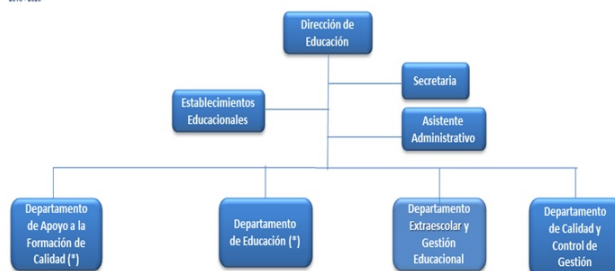 Dirección de
Educación
Secretaria
Establecimientos
Educacionales
Asistente
Administrativo
Departamento
de Apoyo a la
Formación de
Calidad (*)
Departamento
de Educación (*)
Departamento
Extraescolar y
Gestión
Educacional
Departamento
de Calidad y
Control de
Gestión